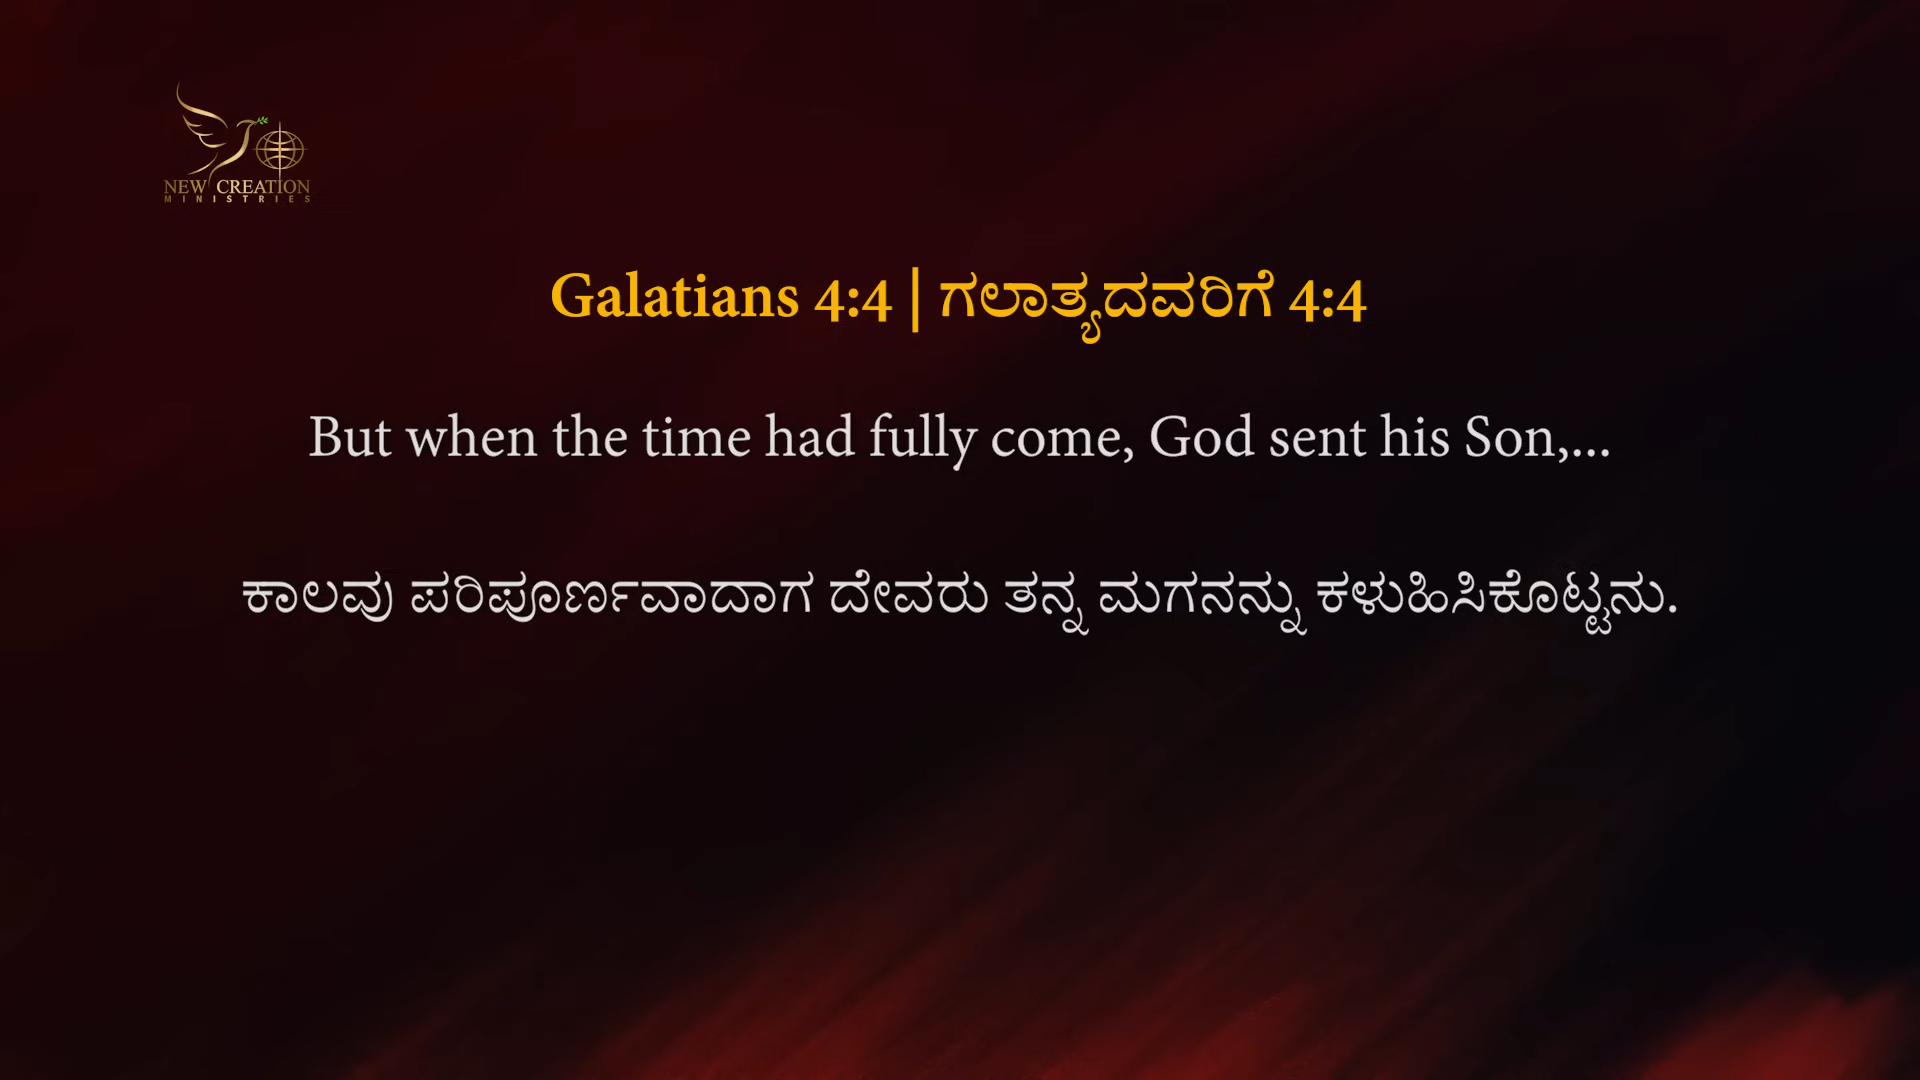 NEW CREATION
MINISTRIES
Galatians 4:4 | ಗಲಾತ್ಯದವರಿಗೆ 4:4
But when the time had fully come, God sent his Son,...
ಕಾಲವು ಪರಿಪೂರ್ಣವಾದಾಗ ದೇವರು ತನ್ನ ಮಗನನ್ನು ಕಳುಹಿಸಿಕೊಟ್ಟನು.